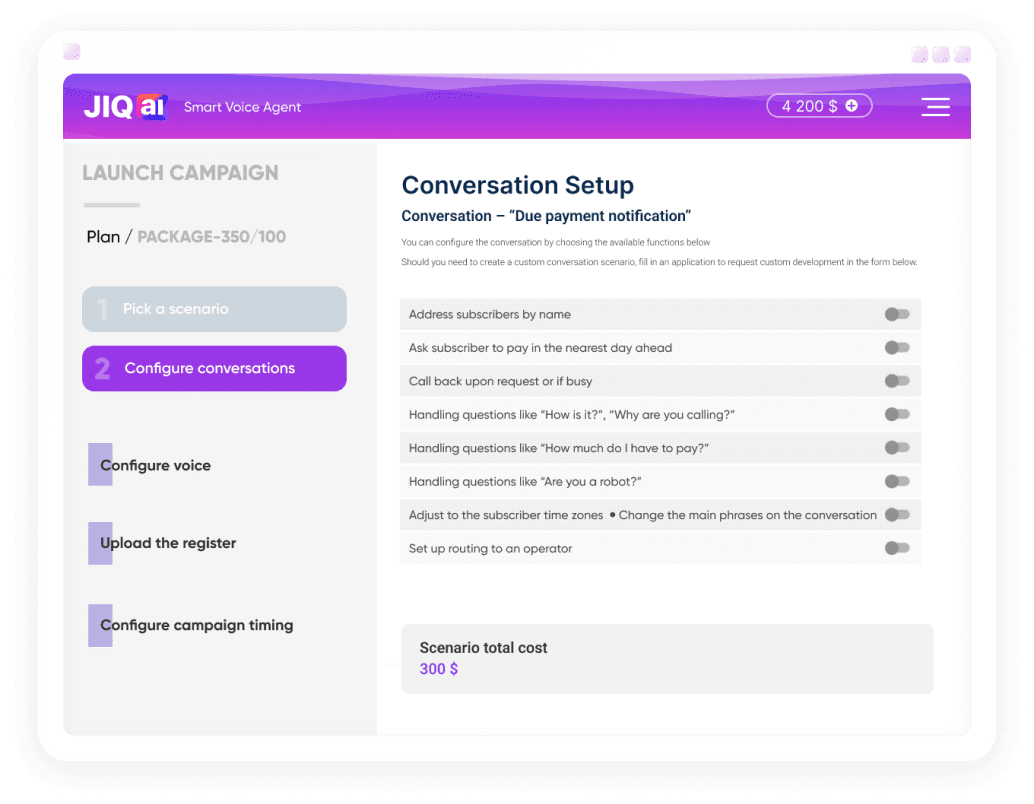 JIQ ai Smart Voice Agent
4 200 $
LAUNCH CAMPAIGN
Plan / PACKAGE-350/100
1 Pick a scenario
2 Configure conversations
Configure voice
Upload the register
Configure campaign timing
Conversation Setup
Conversation – “Due payment notification”
You can configure the conversation by choosing the available functions below
Should you need to create a custom conversation scenario, fill in an application to request custom development in the form below.
Address subscribers by name
Ask subscriber to pay in the nearest day ahead
Call back upon request or if busy
Handling questions like “How is it?”, “Why are you calling?”
Handling questions like “How much do I have to pay?”
Handling questions like “Are you a robot?”
Adjust to the subscriber time zones • Change the main phrases on the conversation
Set up routing to an operator
Scenario total cost
300 $